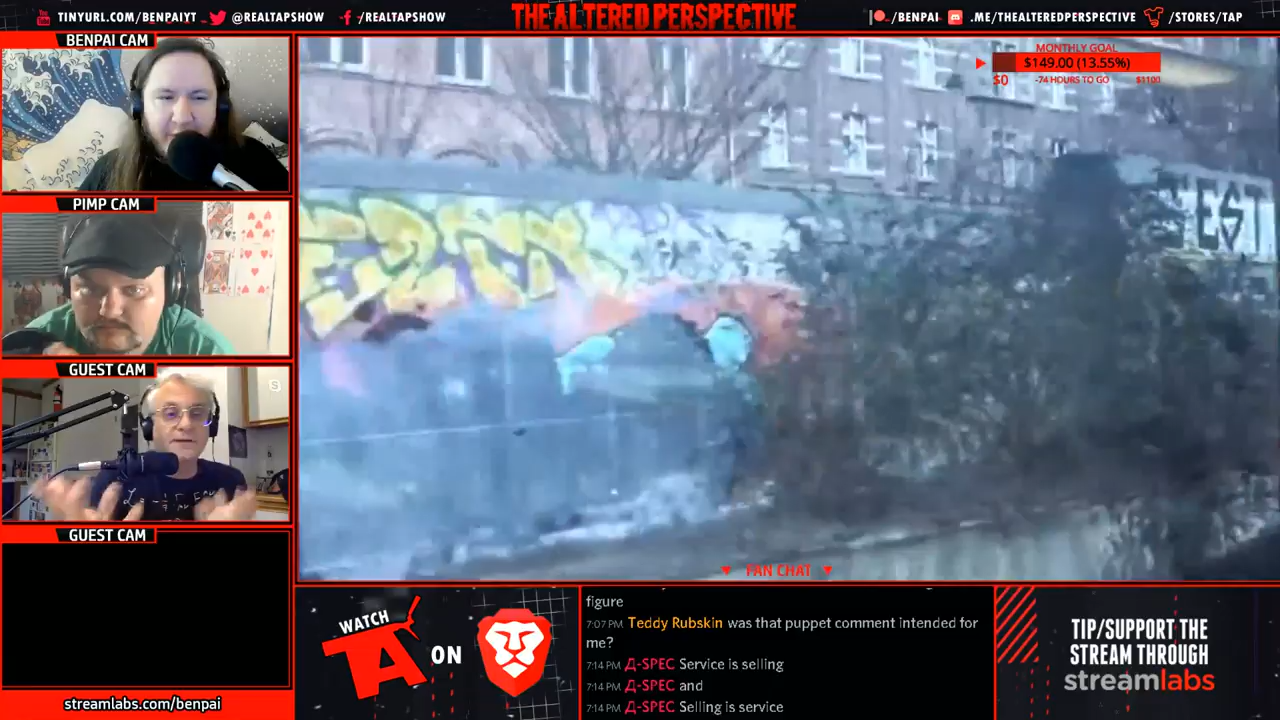 TINYURL.COM/BENPAIYT @REALTAPSHOW /REALTAPSHOW
THE ALTERED PERSPECTIVE
/BENPAI .ME/THEALTEREDPERSPECTIVE /STORES/TAP
BENPAI CAM
MONTHLY GOAL
$149.00 (13.55%)
$0 -74 HOURS TO GO $1100
PIMP CAM
GUEST CAM
GUEST CAM
FAN CHAT
WATCH
TA ON
figure
7:07 PM Teddy Rubskin was that puppet comment intended for
me?
7:14 PM Д-SPEC Service is selling
7:14 PM Д-SPEC and
7:14 PM Д-SPEC Selling is service
TIP/SUPPORT THE
STREAM THROUGH
streamlabs
streamlabs.com/benpai